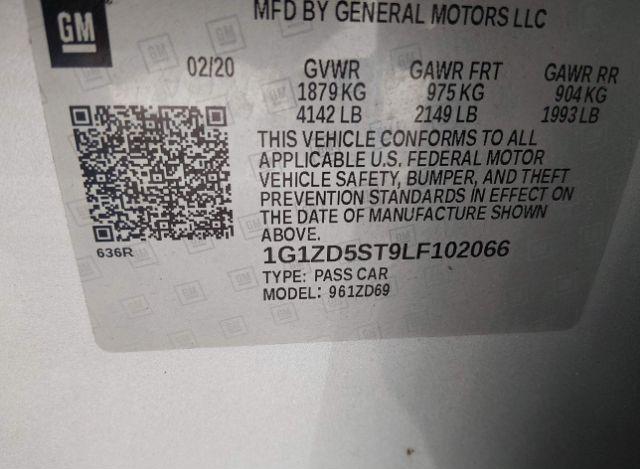 GM
MFD BY GENERAL MOTORS LLC
02/20 GVWR GAWR FRT GAWR RR
1879 KG 975 KG 904 KG
4142 LB 2149 LB 1993 LB
THIS VEHICLE CONFORMS TO ALL
APPLICABLE U.S. FEDERAL MOTOR
VEHICLE SAFETY, BUMPER, AND THEFT
PREVENTION STANDARDS IN EFFECT ON
THE DATE OF MANUFACTURE SHOWN
ABOVE.
636R
1G1ZD5ST9LF102066
TYPE: PASS CAR
MODEL: 961ZD69